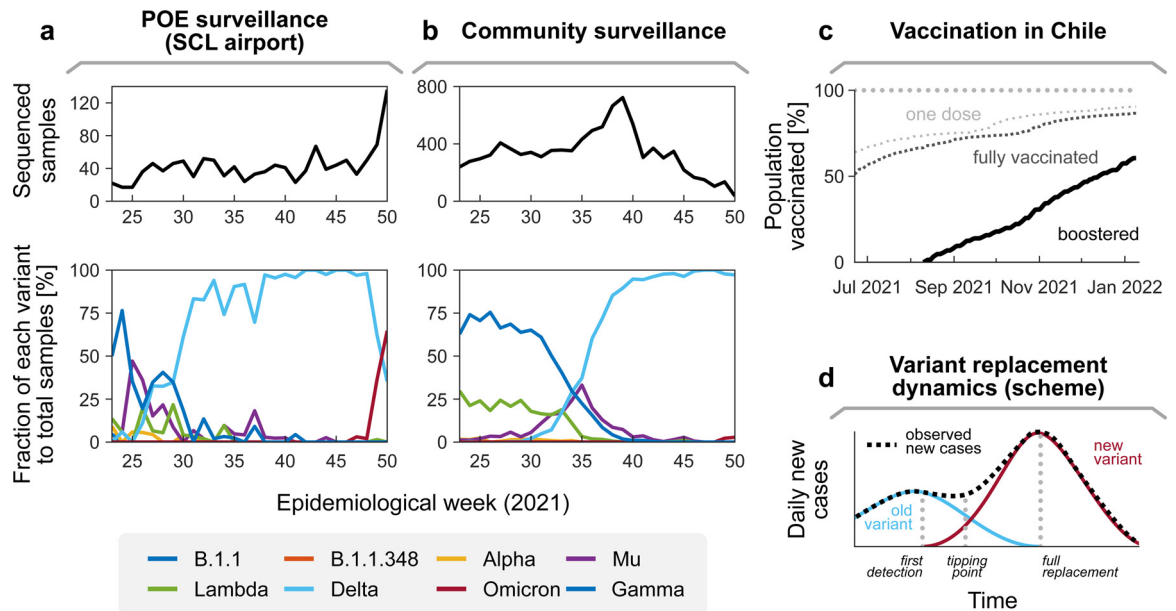 a
POE surveillance
(SCL airport)
Sequenced
samples
120
80
40
0
25
30
35
40
45
50
Fraction of each variant
to total samples [%]
100
75
50
25
0
25
30
35
40
45
50
b
Community surveillance
800
400
0
25
30
35
40
45
50
100
75
50
25
0
25
30
35
40
45
50
Epidemiological week (2021)
B.1.1
B.1.1.348
Alpha
Mu
Lambda
Delta
Omicron
Gamma
c
Vaccination in Chile
Population
vaccinated [%]
100
50
0
one dose
fully vaccinated
boostered
Jul 2021
Sep 2021
Nov 2021
Jan 2022
d
Variant replacement
dynamics (scheme)
Daily new
cases
observed
new cases
new
variant
old
variant
first
detection
tipping
point
full
replacement
Time